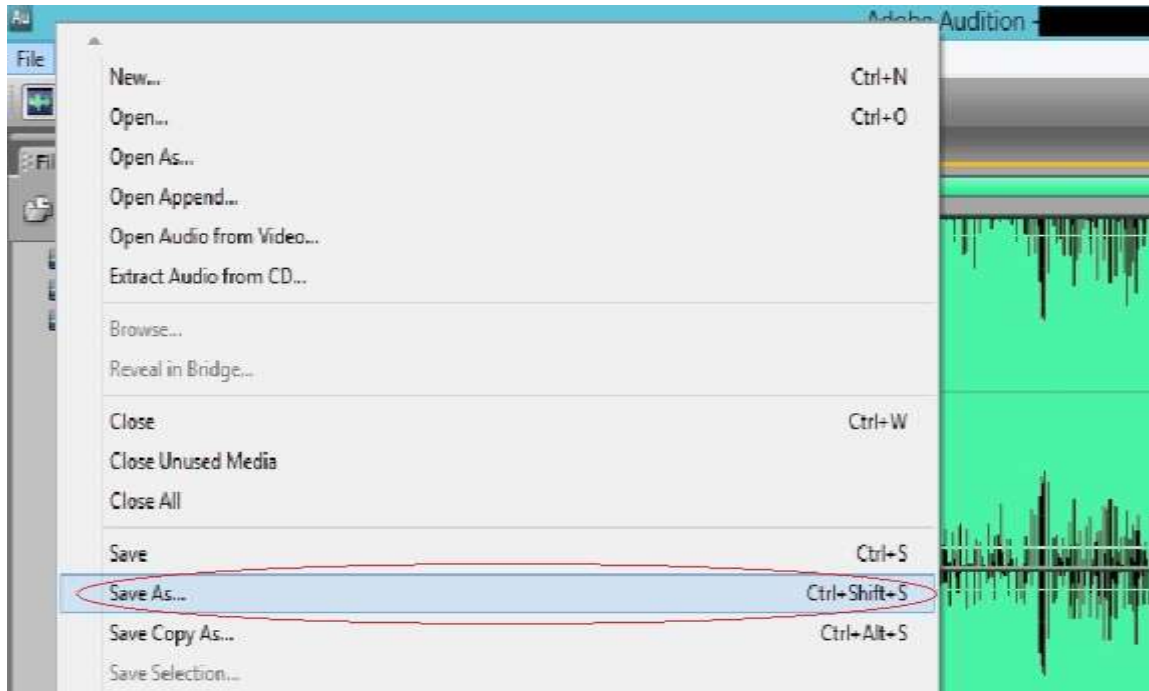 Au
Adobe Audition -
File
New... Ctrl+N
Open... Ctrl+O
Open As...
Open Append...
Open Audio from Video...
Extract Audio from CD...
Browse...
Reveal in Bridge...
Close Ctrl+W
Close Unused Media
Close All
Save Ctrl+S
Save As... Ctrl+Shift+S
Save Copy As... Ctrl+Alt+S
Save Selection...
Fil